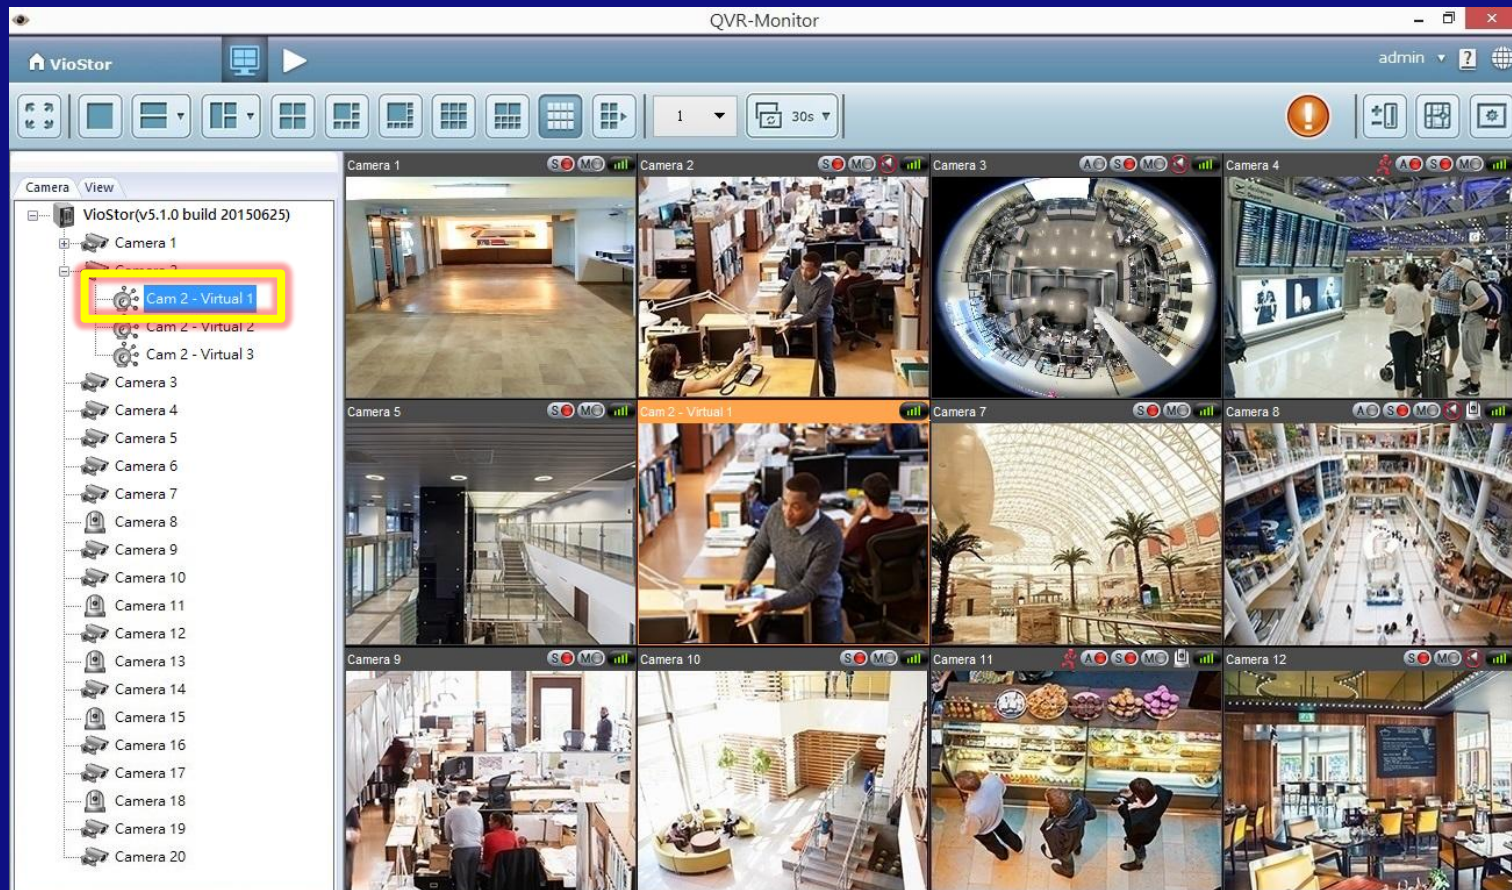 QVR-Monitor
VioStor
admin
?
1
30s
Camera View
VioStor(v5.1.0 build 20150625)
Camera 1
Cam 2 - Virtual 1
Cam 2 - Virtual 2
Cam 2 - Virtual 3
Camera 3
Camera 4
Camera 5
Camera 6
Camera 7
Camera 8
Camera 9
Camera 10
Camera 11
Camera 12
Camera 13
Camera 14
Camera 15
Camera 16
Camera 17
Camera 18
Camera 19
Camera 20
Camera 1 S M
Camera 2 S M
Camera 3 A S M
Camera 4 A S M
Camera 5 S M
Cam 2 - Virtual 1
Camera 7 S M
Camera 8 A S M
Camera 9 S M
Camera 10 S M
Camera 11 A S M
Camera 12 S M